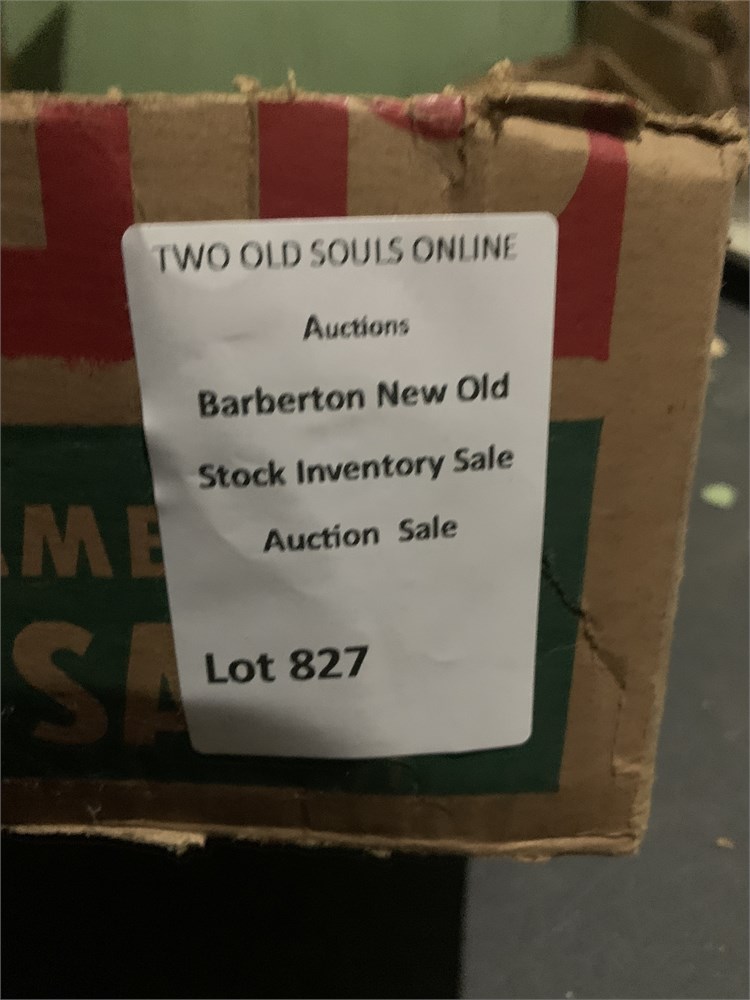 TWO OLD SOULS ONLINE
Auctions
Barberton New Old
Stock Inventory Sale
Auction Sale
Lot 827